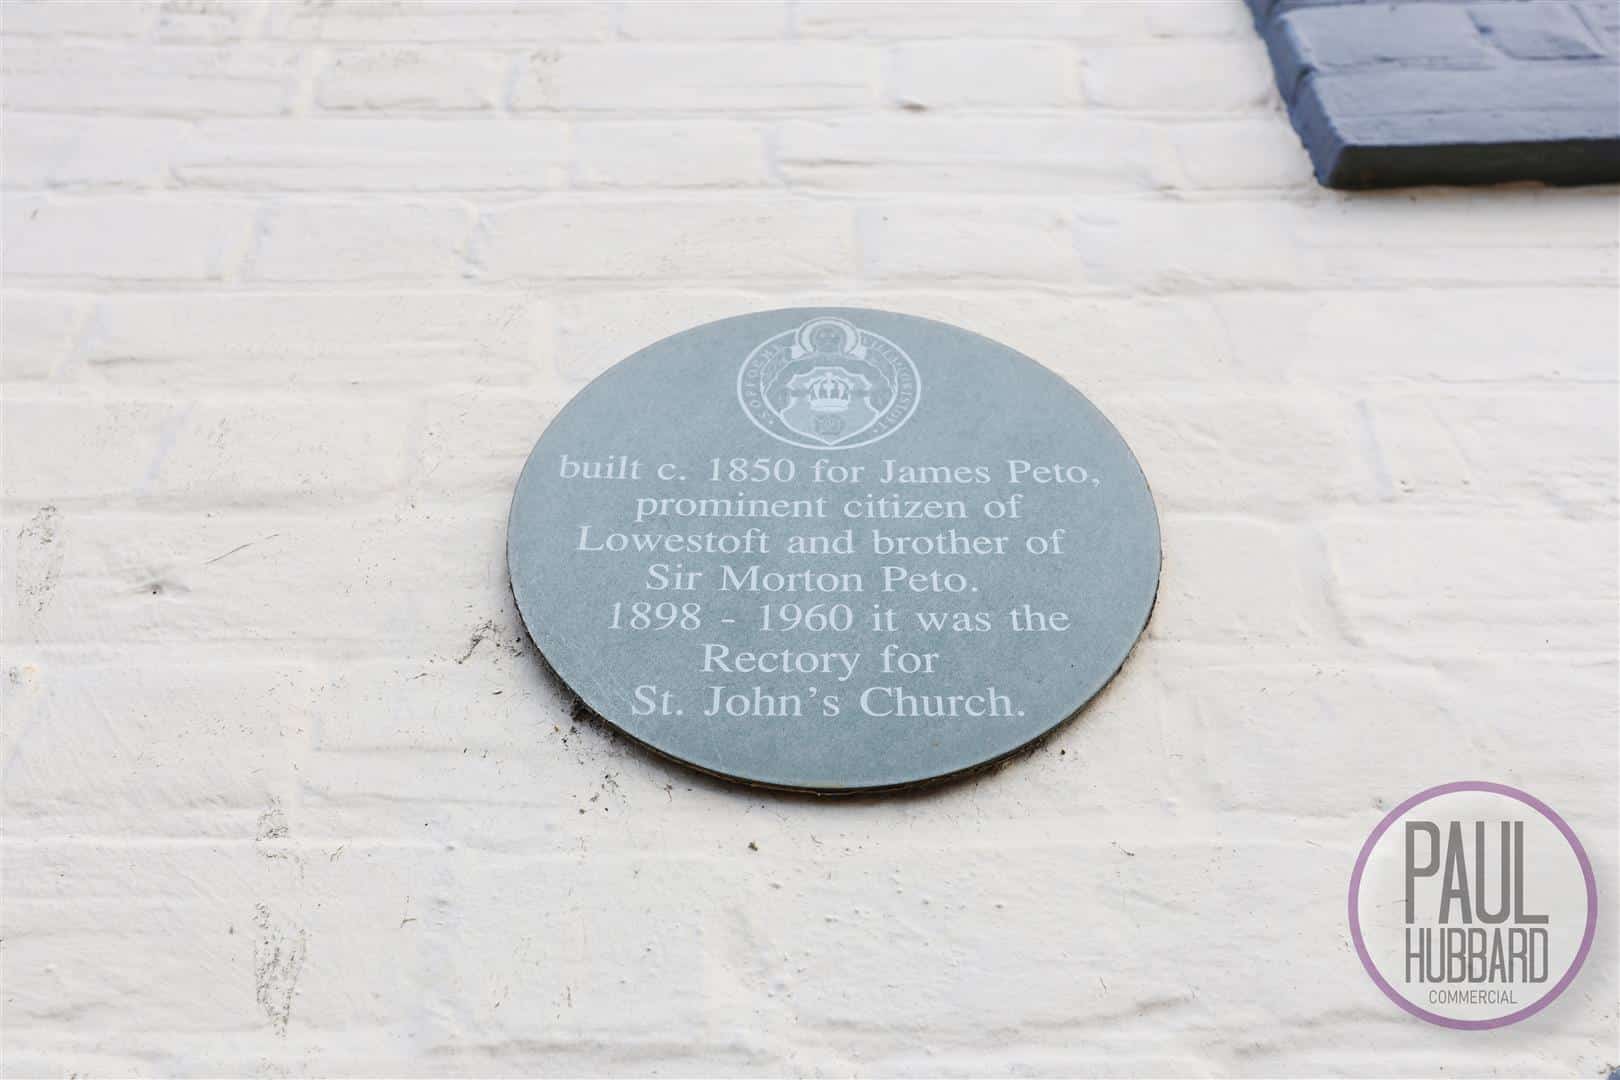 built c. 1850 for James Peto,
prominent citizen of
Lowestoft and brother of
Sir Morton Peto.
1898 - 1960 it was the
Rectory for
St. John's Church.
PAUL
HUBBARD
COMMERCIAL